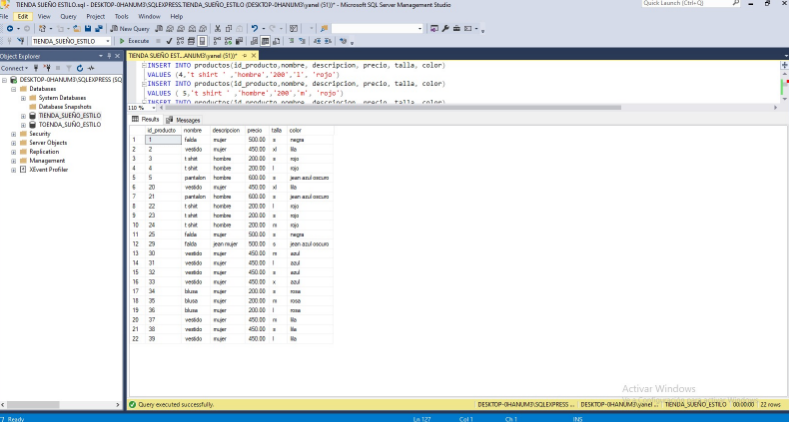 TIENDA SUEÑO ESTILO.sql - DESKTOP-0HANUM3\SQLEXPRESS.TIENDA_SUEÑO_ESTILO (DESKTOP-0HANUM3\yanel (51))* - Microsoft SQL Server Management Studio
Quick Launch (Ctrl+Q)
File Edit View Query Project Tools Window Help
New Query
TIENDA_SUEÑO_ESTILO
Execute
Object Explorer
Connect
DESKTOP-0HANUM3\SQLEXPRESS (SQ
Databases
System Databases
Database Snapshots
TIENDA_SUEÑO_ESTILO
TOENDA_SUEÑO_ESTILO
Security
Server Objects
Replication
Management
XEvent Profiler
TIENDA SUEÑO EST...ANUM3\yanel (51))*
INSERT INTO productos(id_producto,nombre, descripcion, precio, talla, color)
VALUES (4,'t shirt ' ,'hombre','200','l', 'rojo')
INSERT INTO productos(id_producto,nombre, descripcion, precio, talla, color)
VALUES ( 5,'t shirt ' ,'hombre','200','m', 'rojo')
INSERT INTO productos(id_producto,nombre, descripcion, precio, talla, color)
110 %
Results Messages
id_producto nombre descripcion precio talla color
1 1 falda mujer 500.00 s negra
2 2 vestido mujer 450.00 xl lila
3 3 t shirt hombre 200.00 s rojo
4 4 t shirt hombre 200.00 l rojo
5 5 pantalon hombre 600.00 s jean azul oscuro
6 20 vestido mujer 450.00 xl lila
7 21 pantalon hombre 600.00 s jean azul oscuro
8 22 t shirt hombre 200.00 l rojo
9 23 t shirt hombre 200.00 s rojo
10 24 t shirt hombre 200.00 m rojo
11 25 falda mujer 500.00 s negra
12 29 falda jean mujer 500.00 s jean azul oscuro
13 30 vestido mujer 450.00 m azul
14 31 vestido mujer 450.00 l azul
15 32 vestido mujer 450.00 s azul
16 33 vestido mujer 450.00 x azul
17 34 blusa mujer 200.00 s rosa
18 35 blusa mujer 200.00 m rosa
19 36 blusa mujer 200.00 l rosa
20 37 vestido mujer 450.00 m lila
21 38 vestido mujer 450.00 s lila
22 39 vestido mujer 450.00 l lila
Activar Windows
Query executed successfully.
DESKTOP-0HANUM3\SQLEXPRESS ... DESKTOP-0HANUM3\yanel ... TIENDA_SUEÑO_ESTILO 00:00:00 22 rows
Ready
Ln 127 Col 1 Ch 1 INS